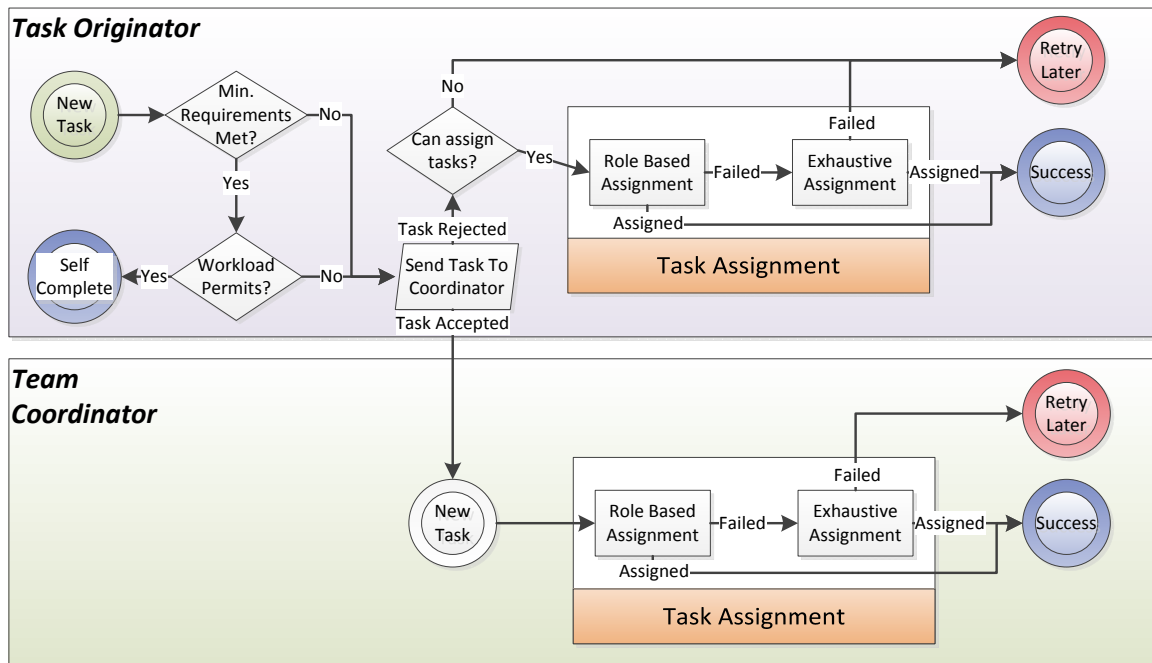 Task Originator
New
Task
Min.
Requirements
Met?
No
Yes
Self
Complete
Yes
Workload
Permits?
No
No
Can assign
tasks?
Yes
Task Rejected
Send Task To
Coordinator
Task Accepted
Role Based
Assignment
Failed
Exhaustive
Assignment
Failed
Assigned
Assigned
Task Assignment
Retry
Later
Success
Team
Coordinator
New
Task
Role Based
Assignment
Failed
Exhaustive
Assignment
Failed
Assigned
Assigned
Task Assignment
Retry
Later
Success